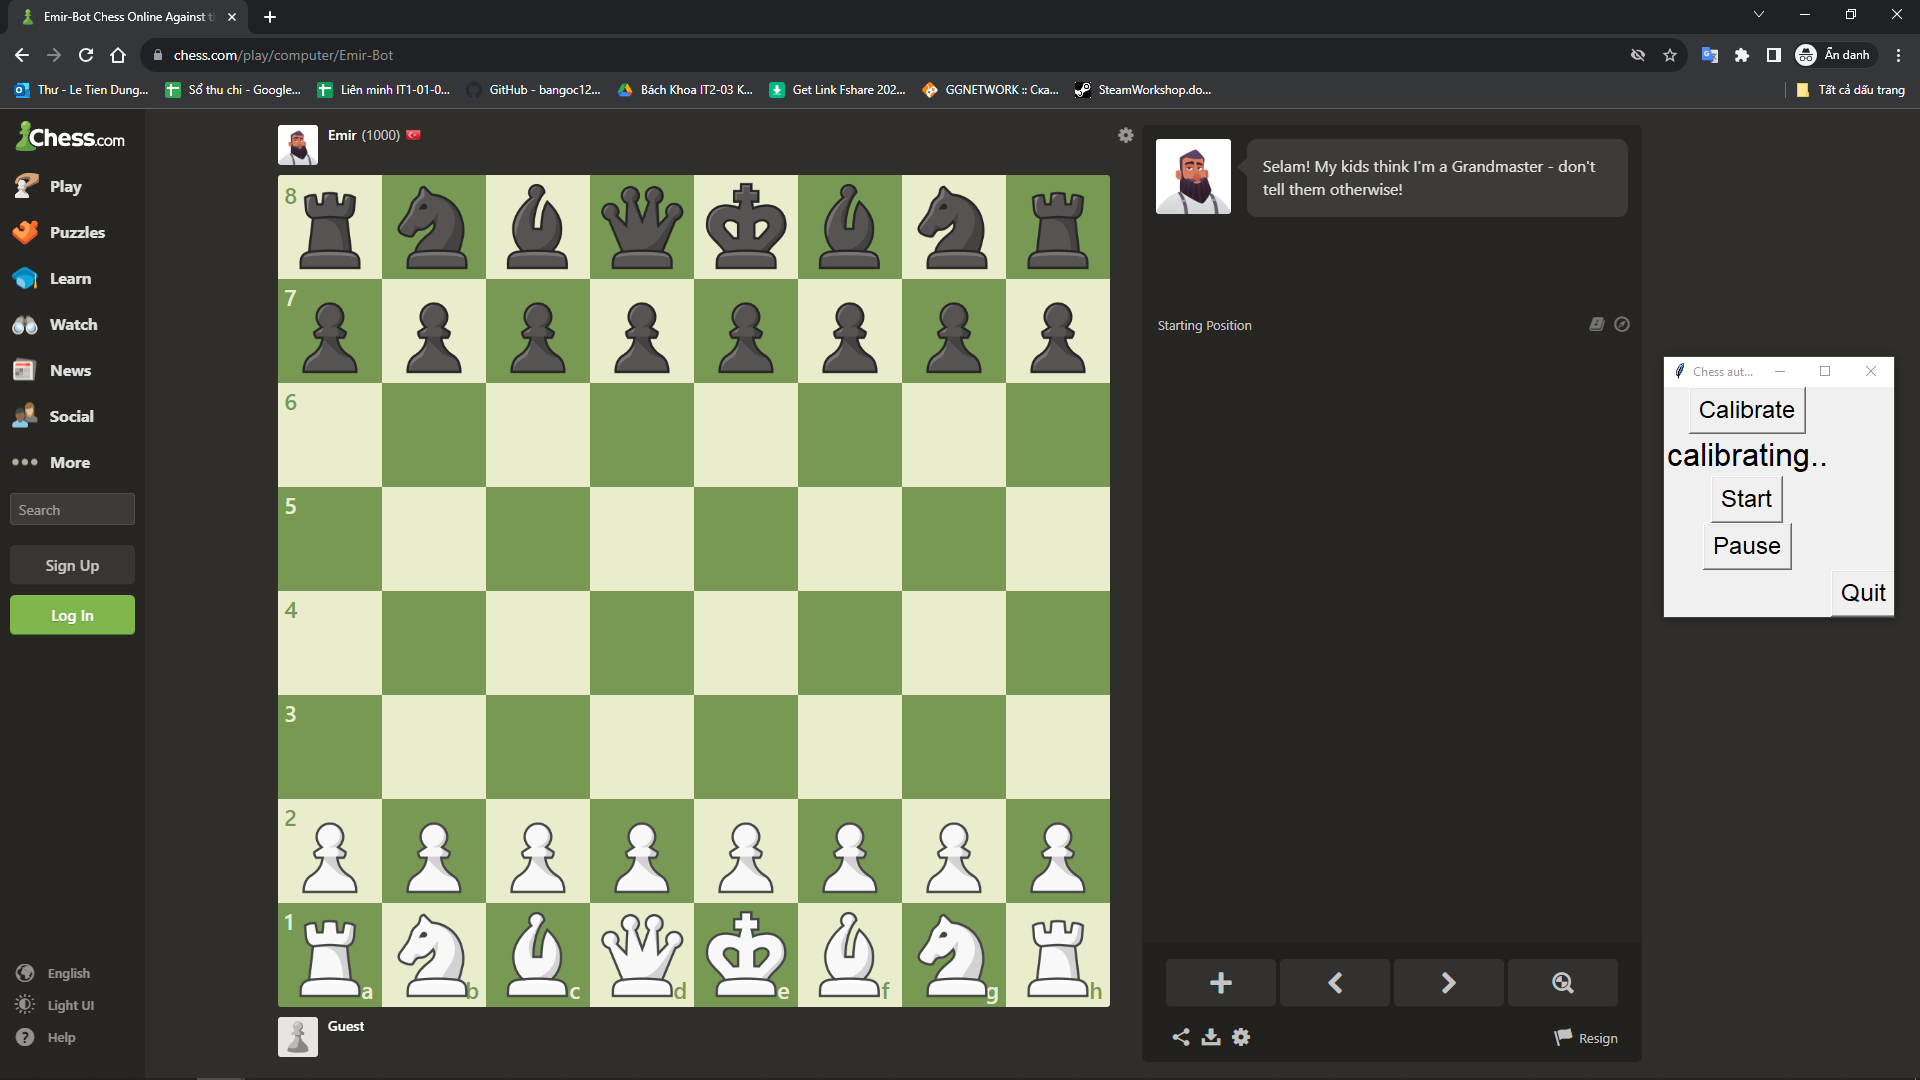 Emir-Bot Chess Online Against t
chess.com/play/computer/Emir-Bot
Ẩn danh
Thư - Le Tien Dung...
Sổ thu chi - Google...
Liên minh IT1-01-0...
GitHub - bangoc12...
Bách Khoa IT2-03 K...
Get Link Fshare 202...
GGNETWORK :: Ска...
SteamWorkshop.do...
Tất cả dấu trang
Chess.com
Play
Puzzles
Learn
Watch
News
Social
More
Search
Sign Up
Log In
English
Light UI
Help
Emir (1000)
8
7
6
5
4
3
2
1
a b c d e f g h
Guest
Selam! My kids think I'm a Grandmaster - don't
tell them otherwise!
Starting Position
Resign
Chess aut...
Calibrate
calibrating..
Start
Pause
Quit